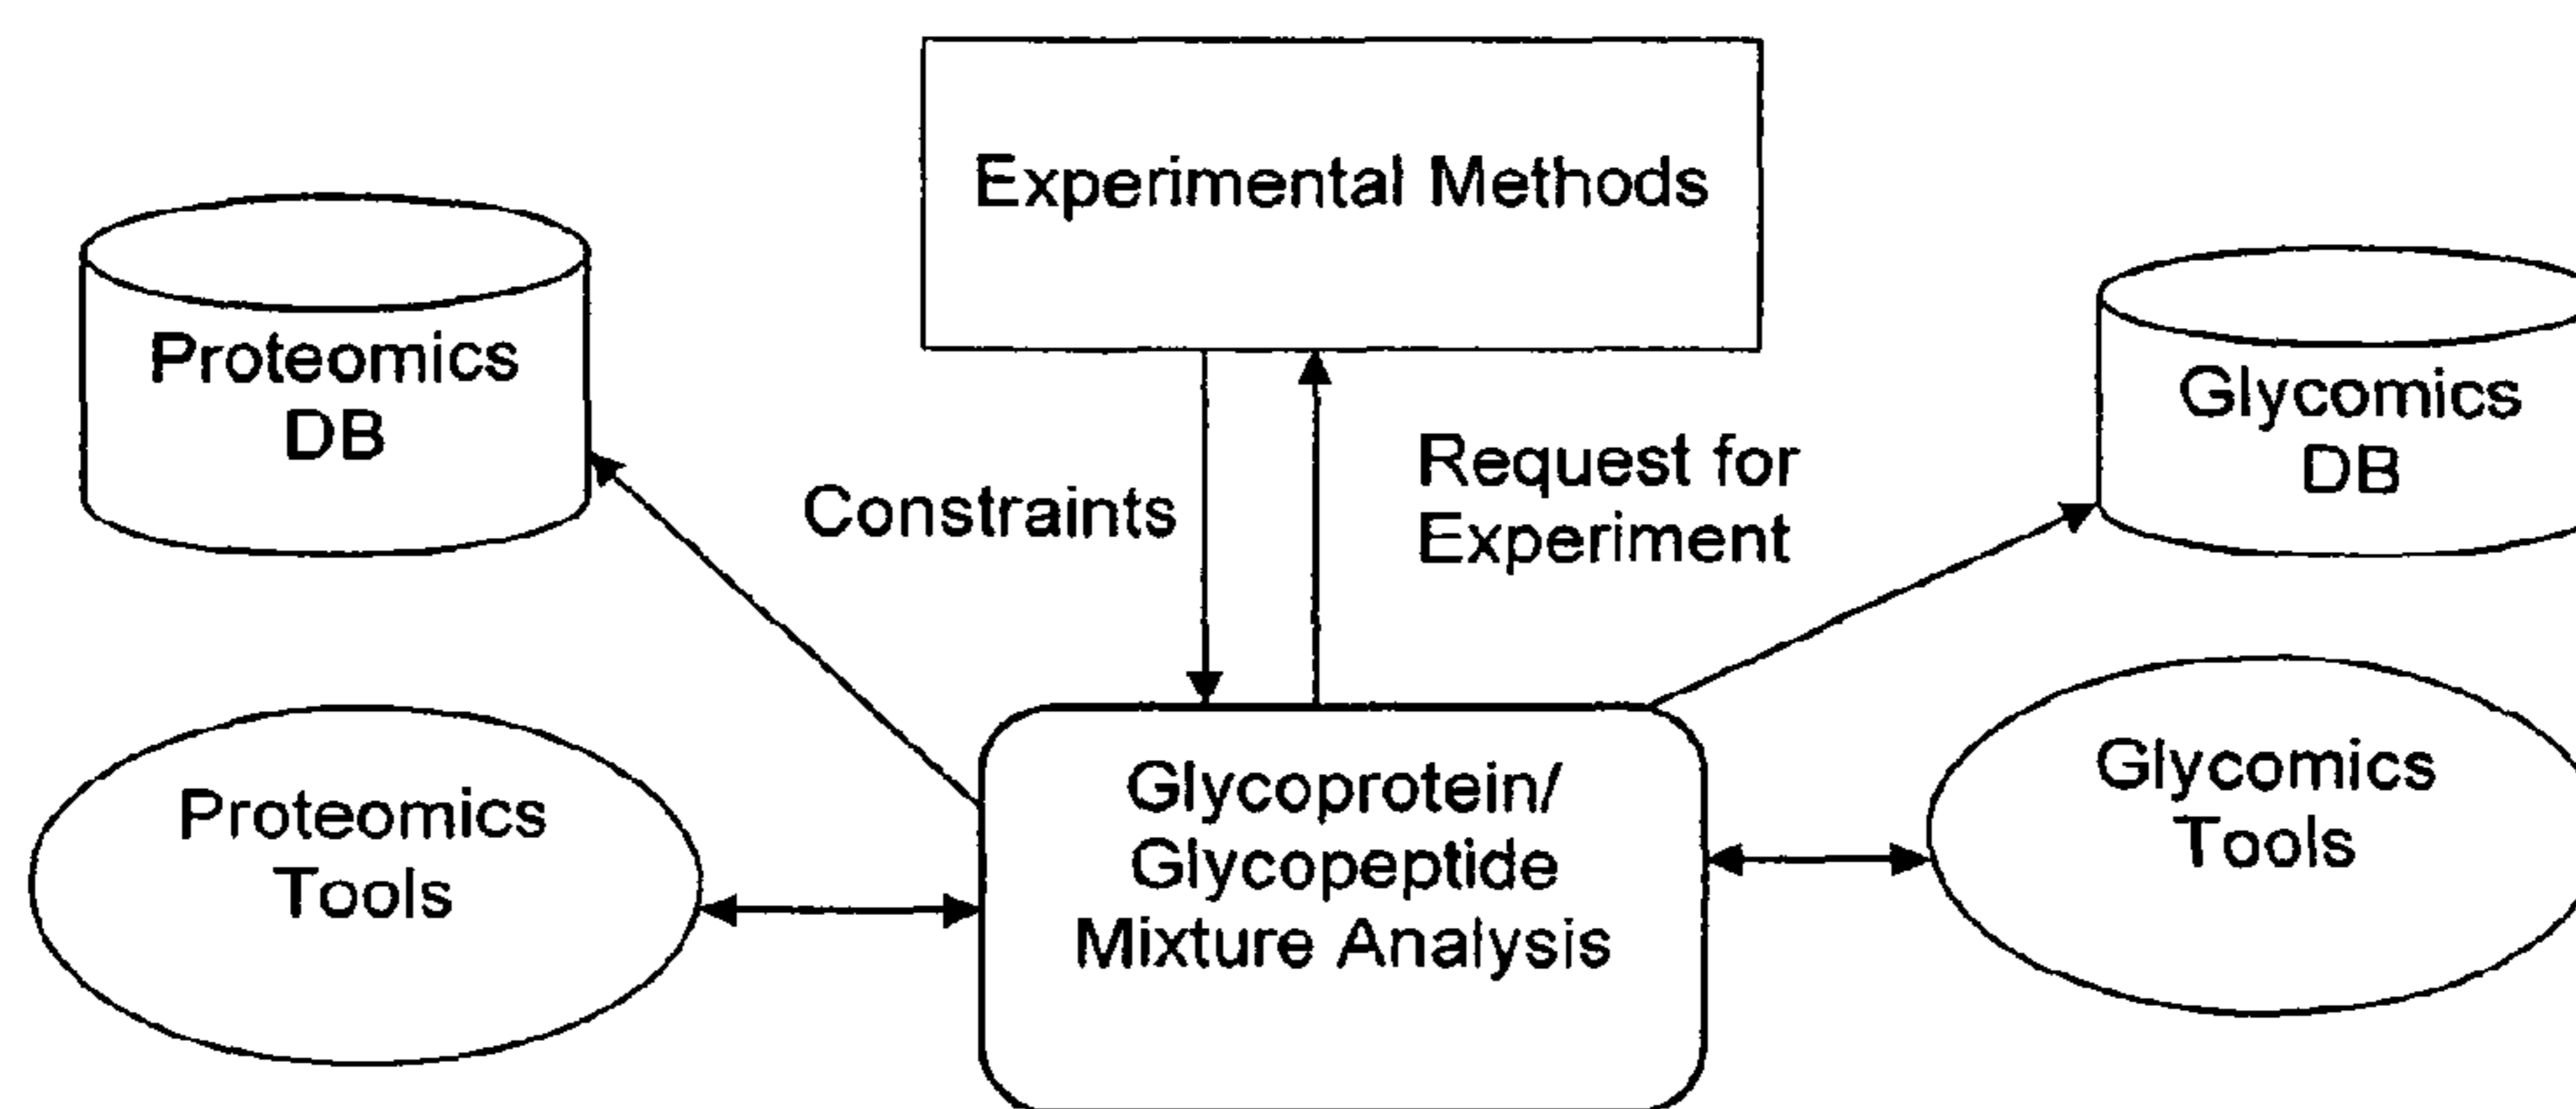 Experimental Methods
Proteomics
DB
Glycomics
DB
Constraints
Request for
Experiment
Proteomics
Tools
Glycoprotein/
Glycopeptide
Mixture Analysis
Glycomics
Tools